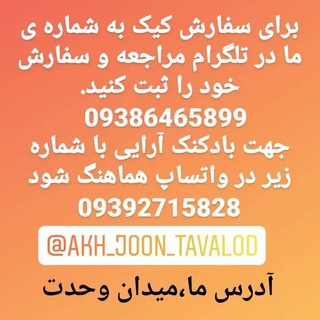 برای سفارش کیک به شماره ی
ما در تلگرام مراجعه و سفارش
خود را ثبت کنید.
09386465899
جهت بادکنک آرایی با شماره
زیر در واتساپ هماهنگ شود
09392715828
@AKH_JOON_TAVALOD
آدرس ما،میدان وحدت